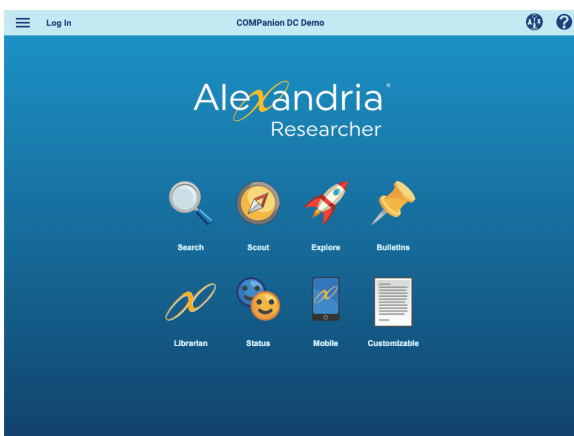 Log In COMPanion DC Demo ?
Alexandria®
Researcher
Search Scout Explore Bulletins
Librarian Status Mobile Customizable